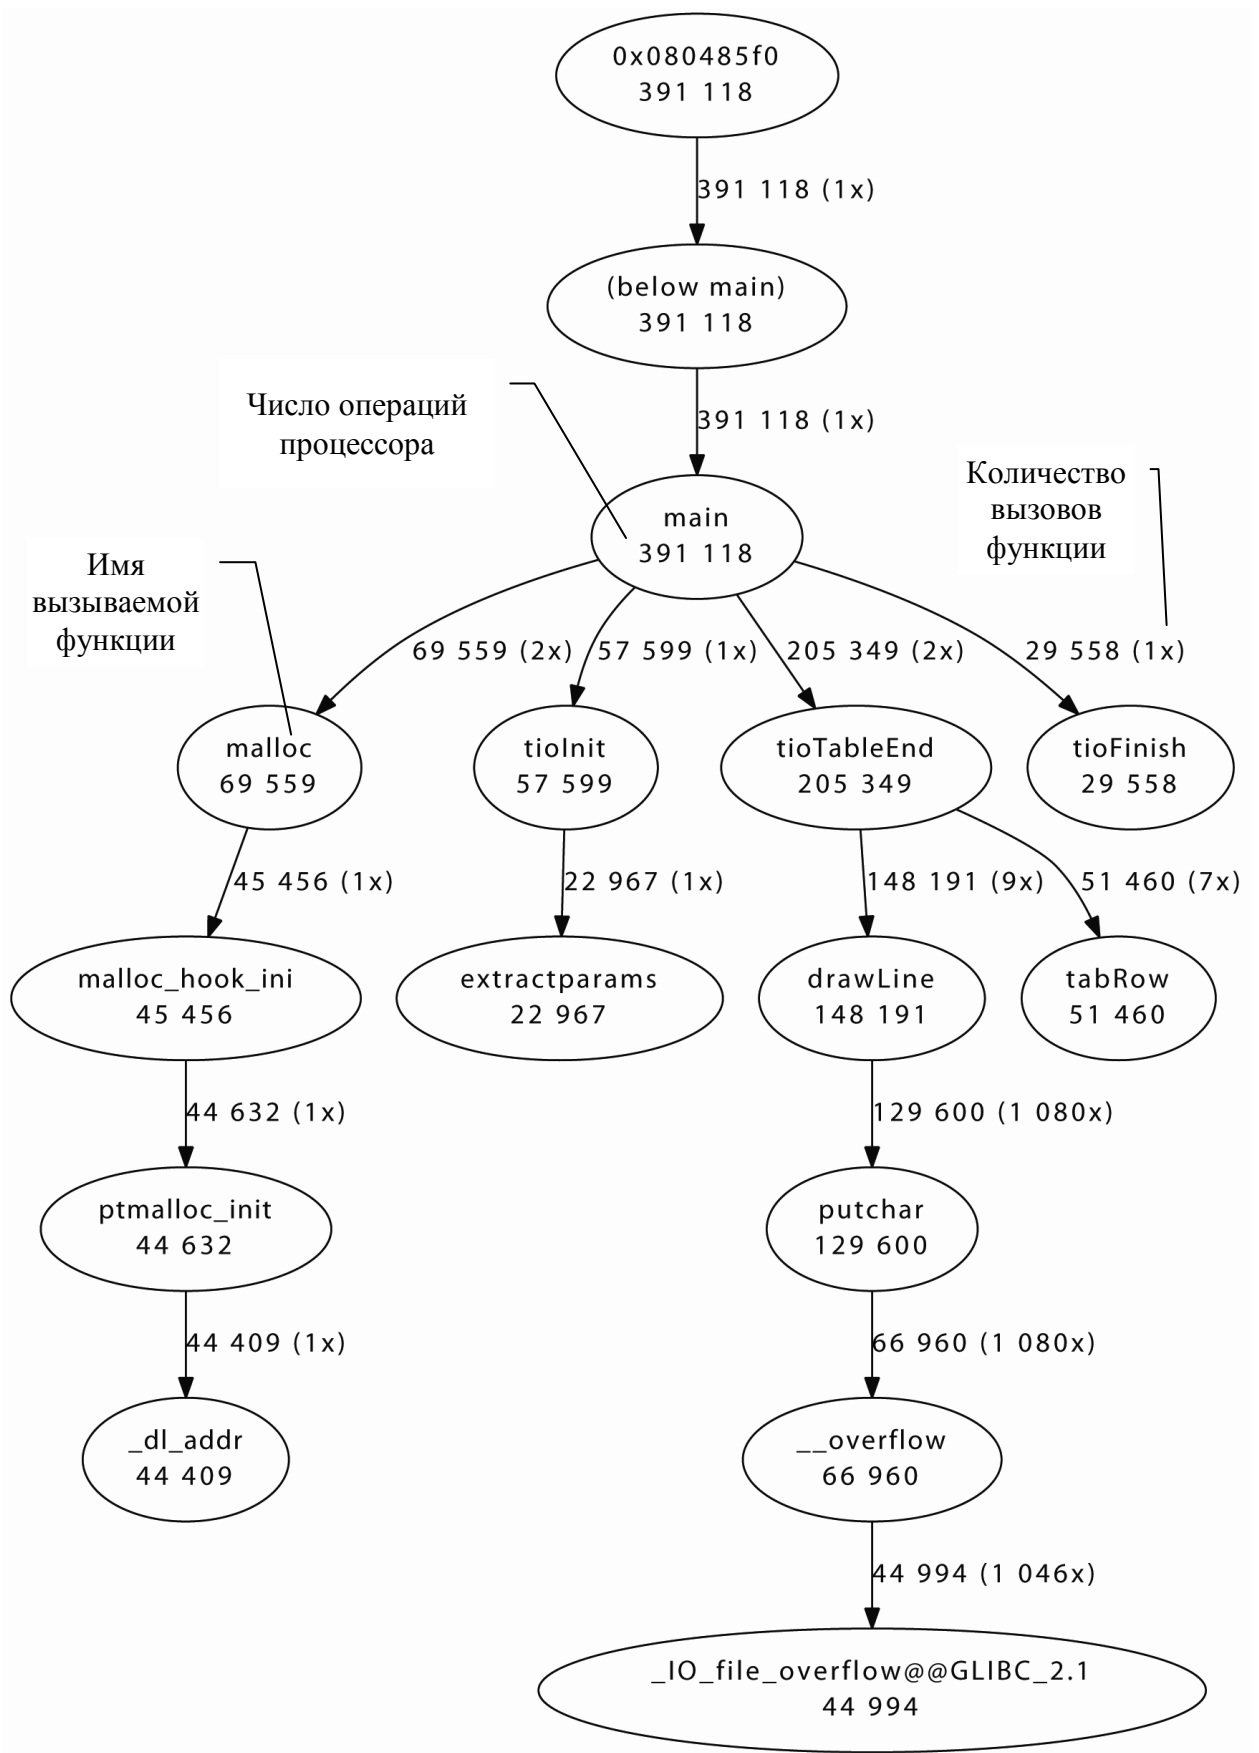 0x080485f0
391 118
391 118 (1x)
(below main)
391 118
Число операций
процессора
391 118 (1x)
Количество
вызовов
функции
main
391 118
Имя
вызываемой
функции
69 559 (2x)
57 599 (1x)
205 349 (2x)
29 558 (1x)
malloc
69 559
tioInit
57 599
tioTableEnd
205 349
tioFinish
29 558
45 456 (1x)
22 967 (1x)
148 191 (9x)
51 460 (7x)
malloc_hook_ini
45 456
extractparams
22 967
drawLine
148 191
tabRow
51 460
44 632 (1x)
129 600 (1 080x)
ptmalloc_init
44 632
putchar
129 600
44 409 (1x)
66 960 (1 080x)
_dl_addr
44 409
__overflow
66 960
44 994 (1 046x)
_IO_file_overflow@@GLIBC_2.1
44 994